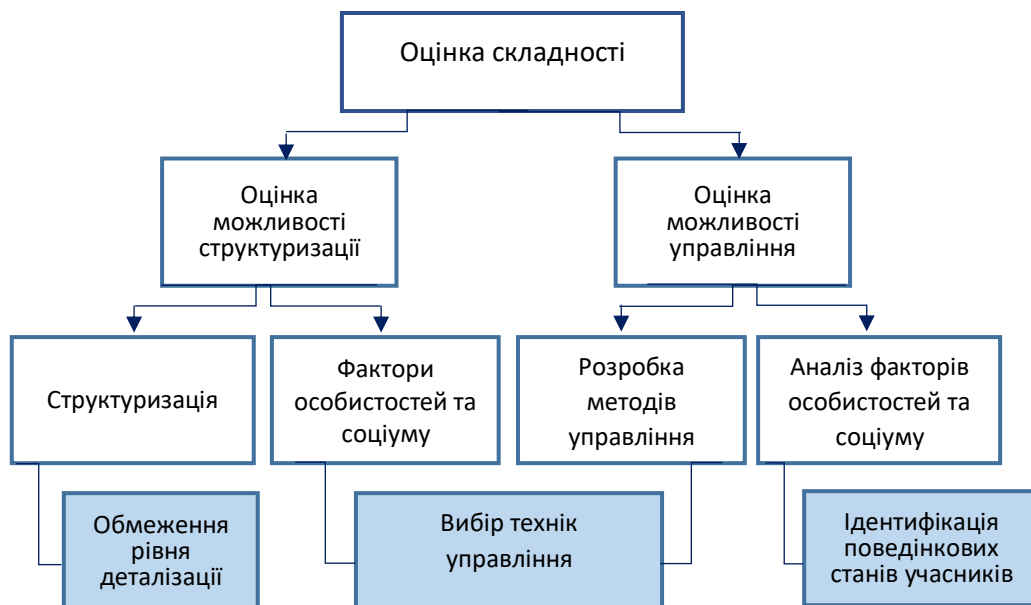 Оцінка складності
Оцінка
можливості
структуризації
Оцінка
можливості
управління
Структуризація
Фактори
особистостей та
соціуму
Розробка
методів
управління
Аналіз факторів
особистостей та
соціуму
Обмеження
рівня
деталізації
Вибір технік
управління
Ідентифікація
поведінкових
станів учасників